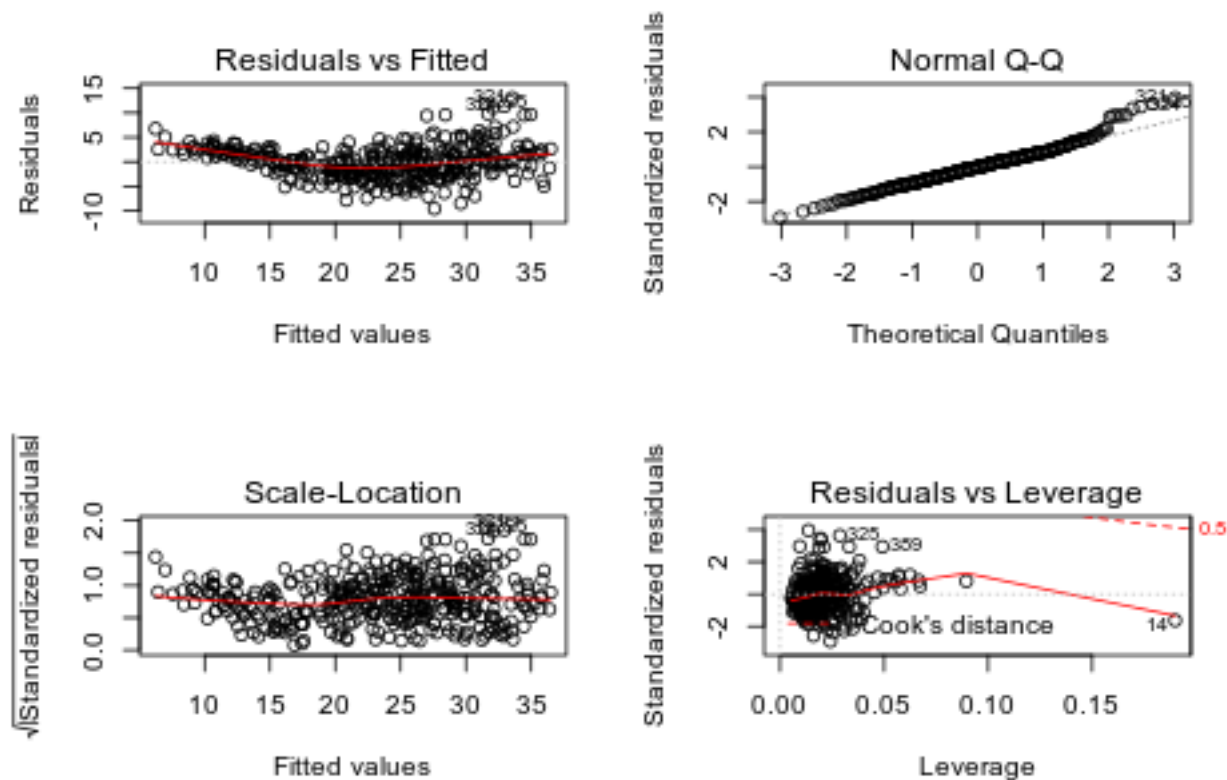 Residuals vs Fitted
Residuals
15
5
-10
10 15 20 25 30 35
Fitted values
Normal Q-Q
Standardized residuals
2
-2
-3 -2 -1 0 1 2 3
Theoretical Quantiles
Scale-Location
√|Standardized residuals|
2.0
1.0
0.0
10 15 20 25 30 35
Fitted values
Residuals vs Leverage
Standardized residuals
2
-2
325
359
14
0.5
Cook's distance
0.00 0.05 0.10 0.15
Leverage